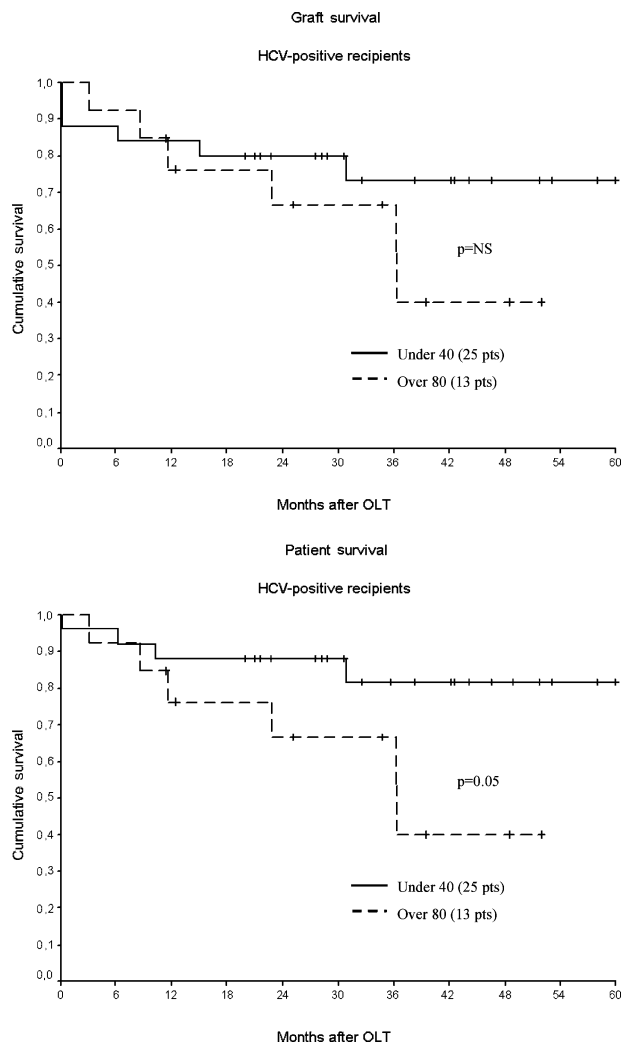 Graft survival
HCV-positive recipients
1,0
0,9
0,8
0,7
0,6
0,5
0,4
0,3
0,2
0,1
0,0
Cumulative survival
p=NS
Under 40 (25 pts)
Over 80 (13 pts)
0 6 12 18 24 30 36 42 48 54 60
Months after OLT
Patient survival
HCV-positive recipients
1,0
0,9
0,8
0,7
0,6
0,5
0,4
0,3
0,2
0,1
0,0
Cumulative survival
p=0.05
Under 40 (25 pts)
Over 80 (13 pts)
0 6 12 18 24 30 36 42 48 54 60
Months after OLT